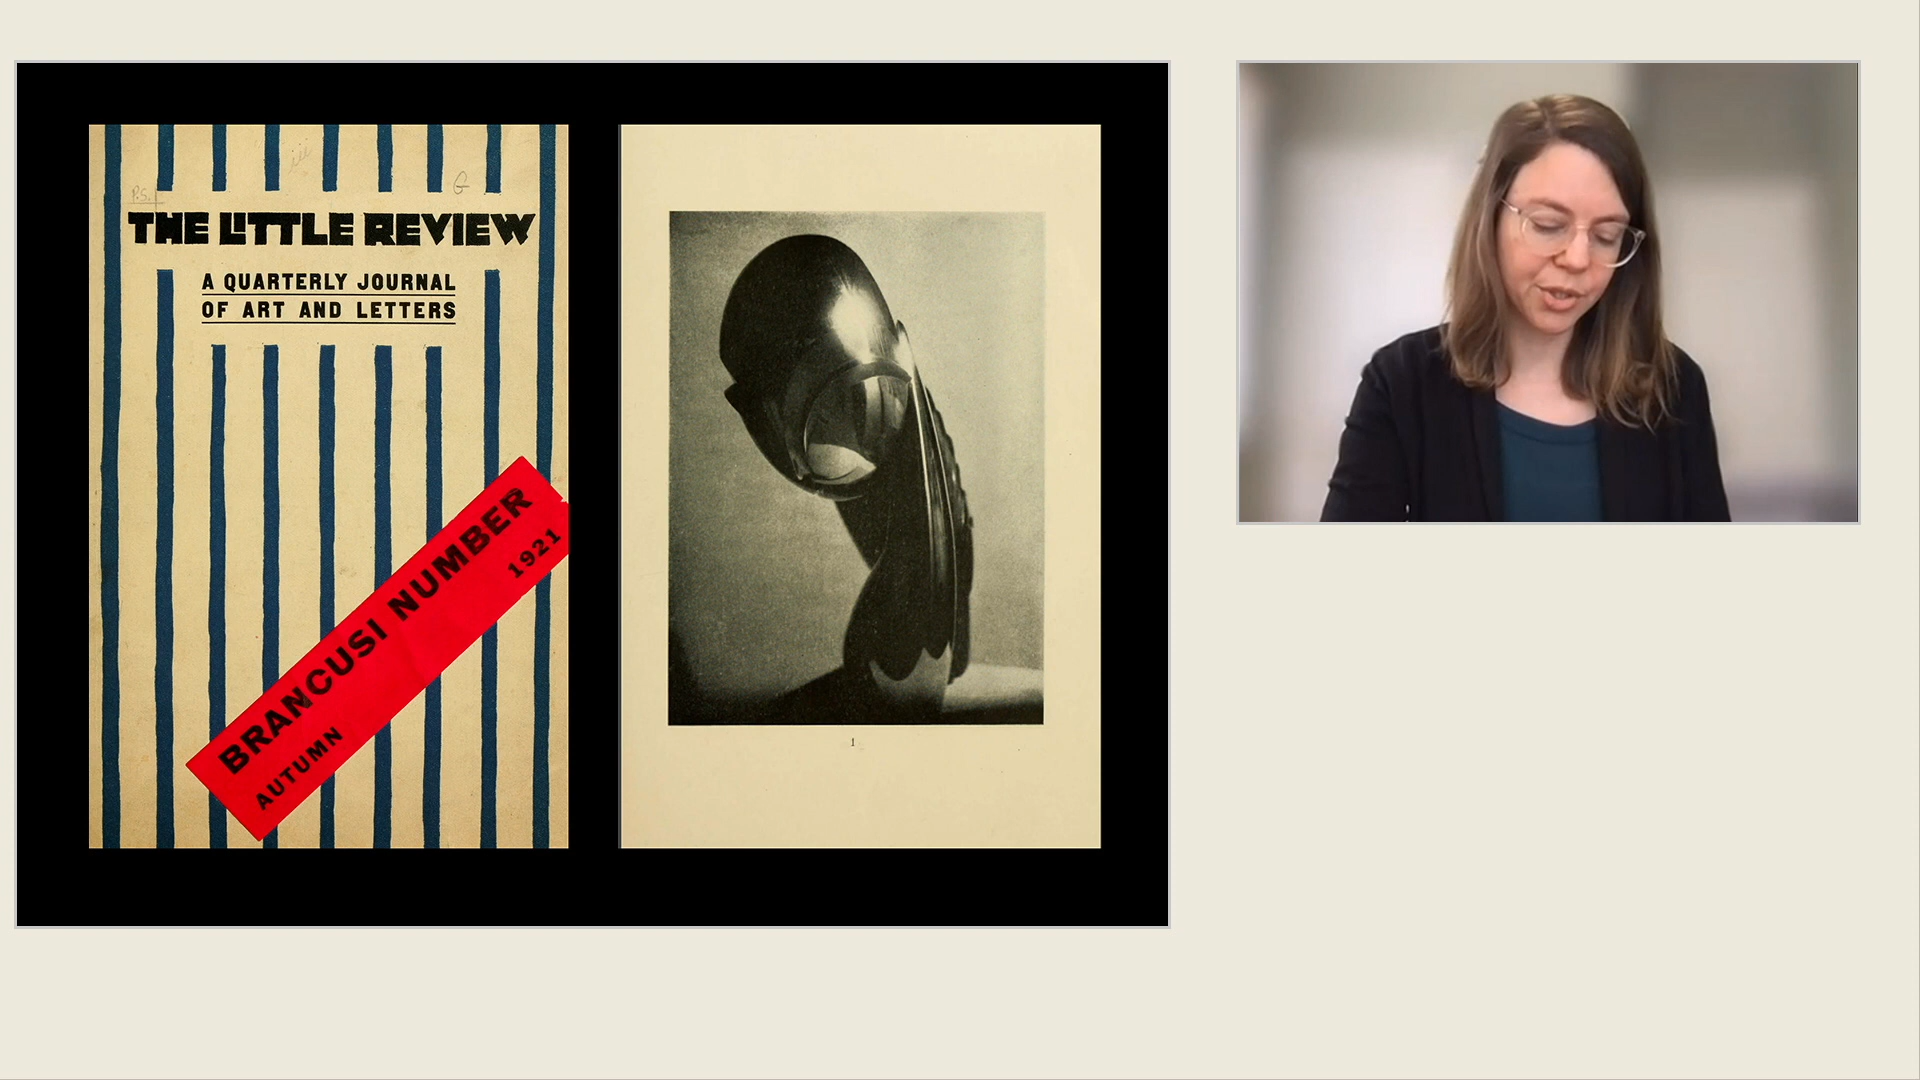 P.S.
G
THE LITTLE REVIEW
A QUARTERLY JOURNAL
OF ART AND LETTERS
BRANCUSI NUMBER
AUTUMN 1921
1